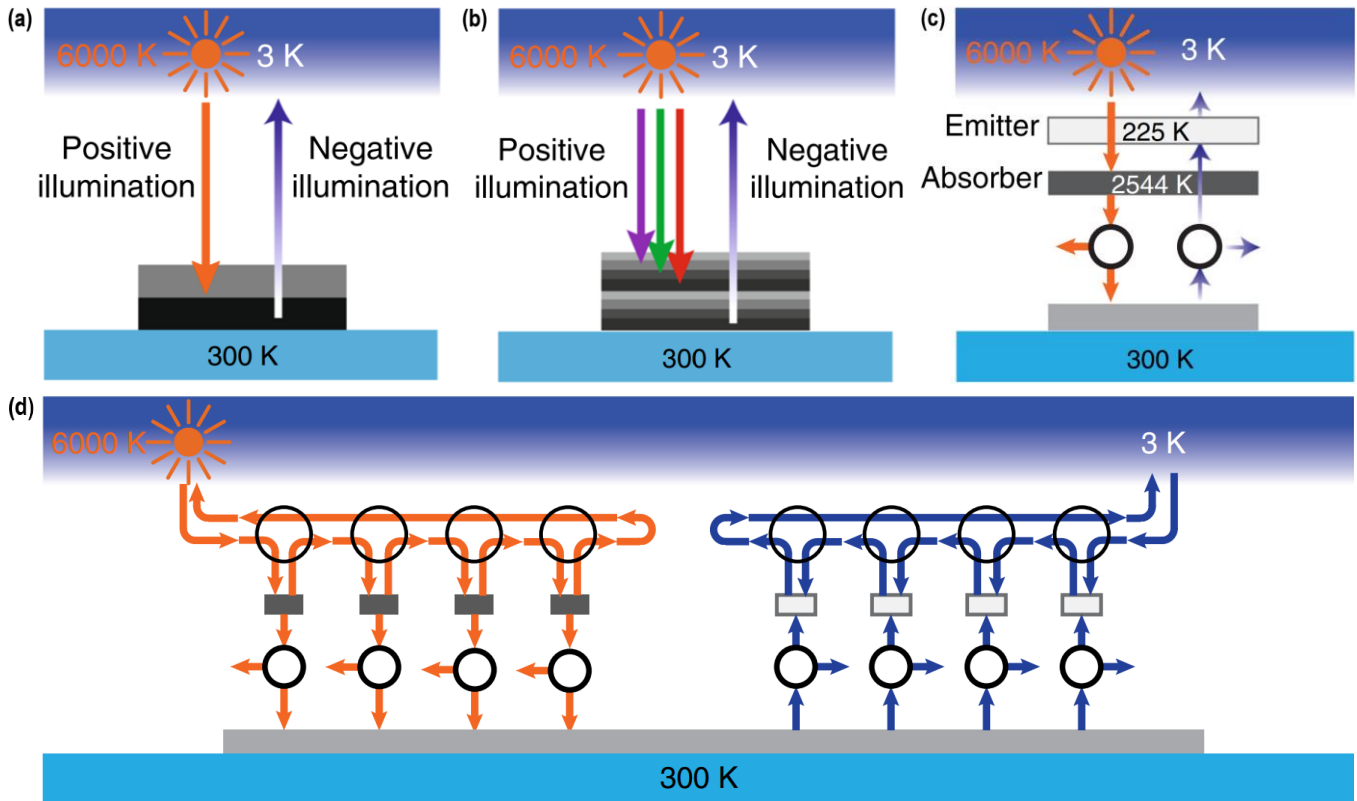 (a)
6000 K
3 K
Positive
illumination
Negative
illumination
300 K
(b)
6000 K
3 K
Positive
illumination
Negative
illumination
300 K
(c)
6000 K
3 K
Emitter
225 K
Absorber
2544 K
300 K
(d)
6000 K
3 K
300 K